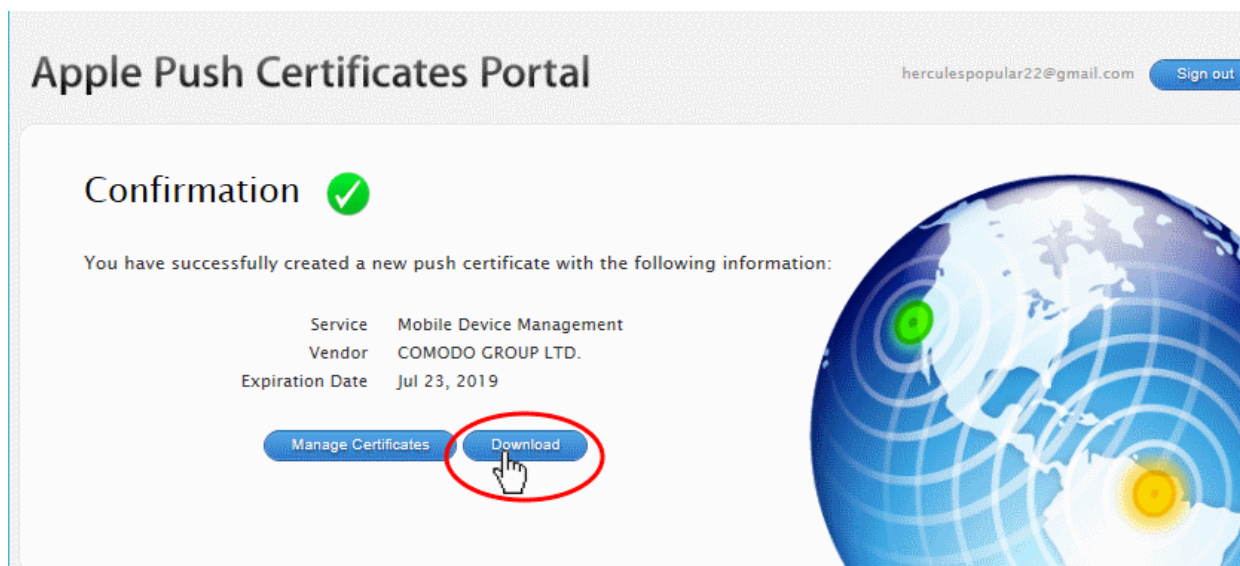 Apple Push Certificates Portal
herculespopular22@gmail.com Sign out
Confirmation
You have successfully created a new push certificate with the following information:
Service Mobile Device Management
Vendor COMODO GROUP LTD.
Expiration Date Jul 23, 2019
Manage Certificates Download